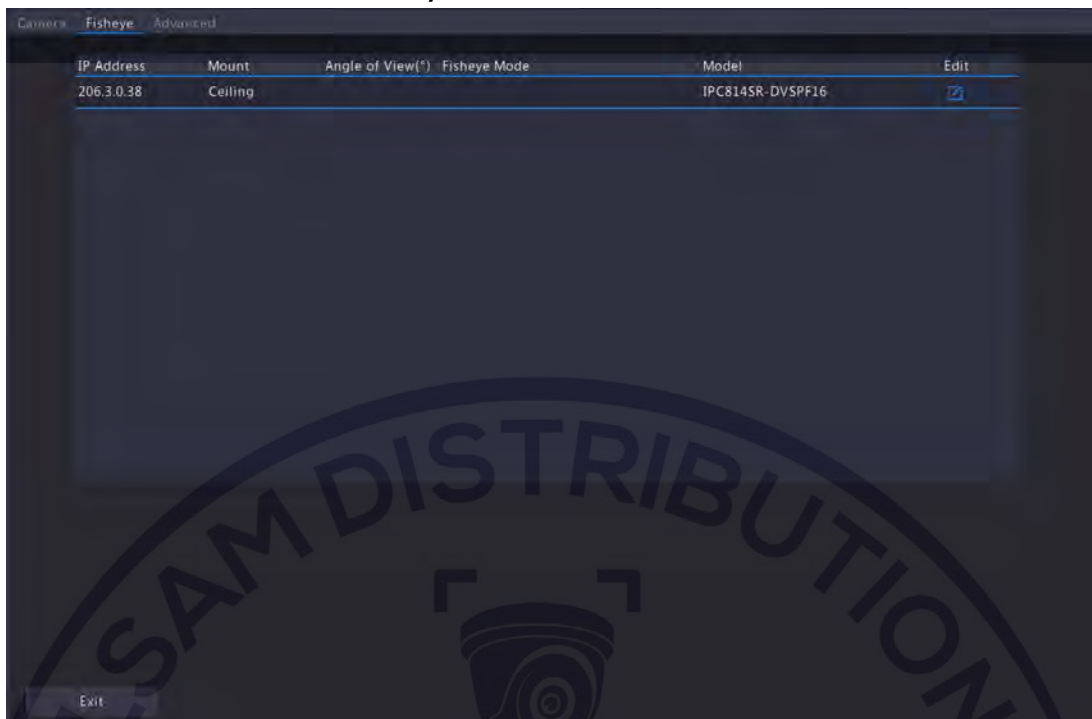 Camera Fisheye Advanced
IP Address Mount Angle of View(°) Fisheye Mode Model Edit
206.3.0.38 Ceiling IPC814SR-DVSPF16
SAM DISTRIBUTION
Exit